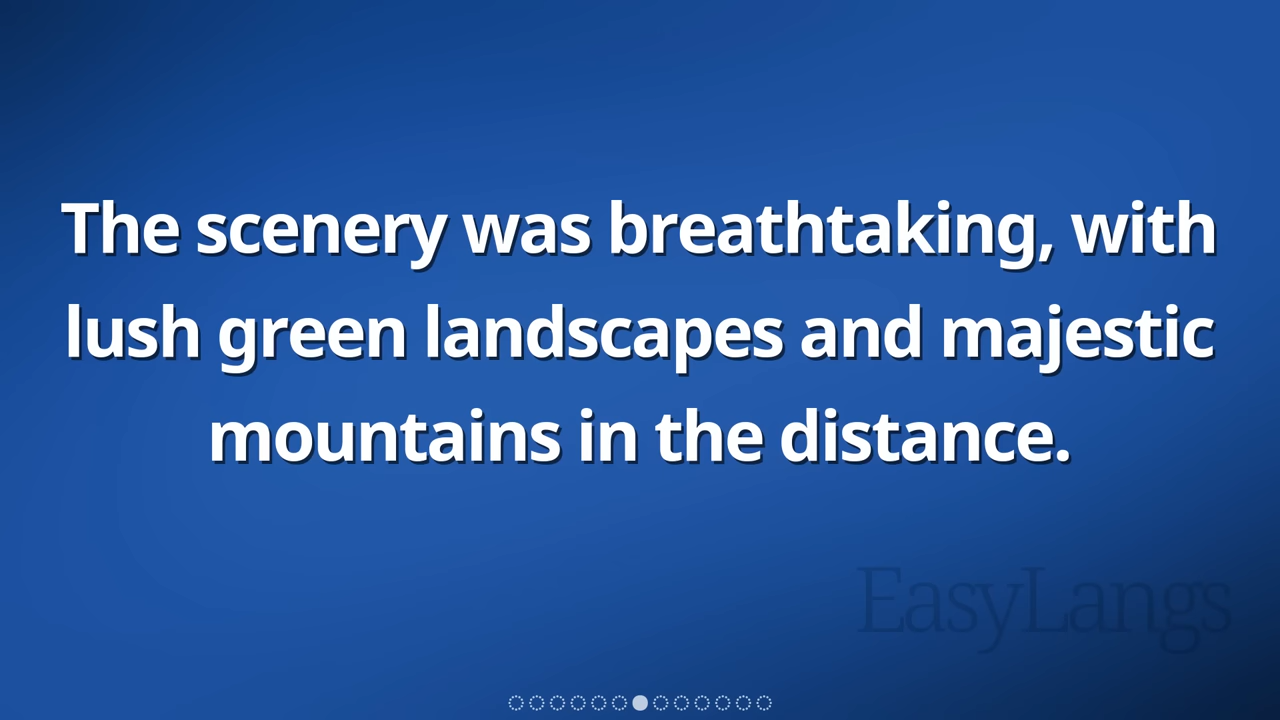 The scenery was breathtaking, with
lush green landscapes and majestic
mountains in the distance.
EasyLangs